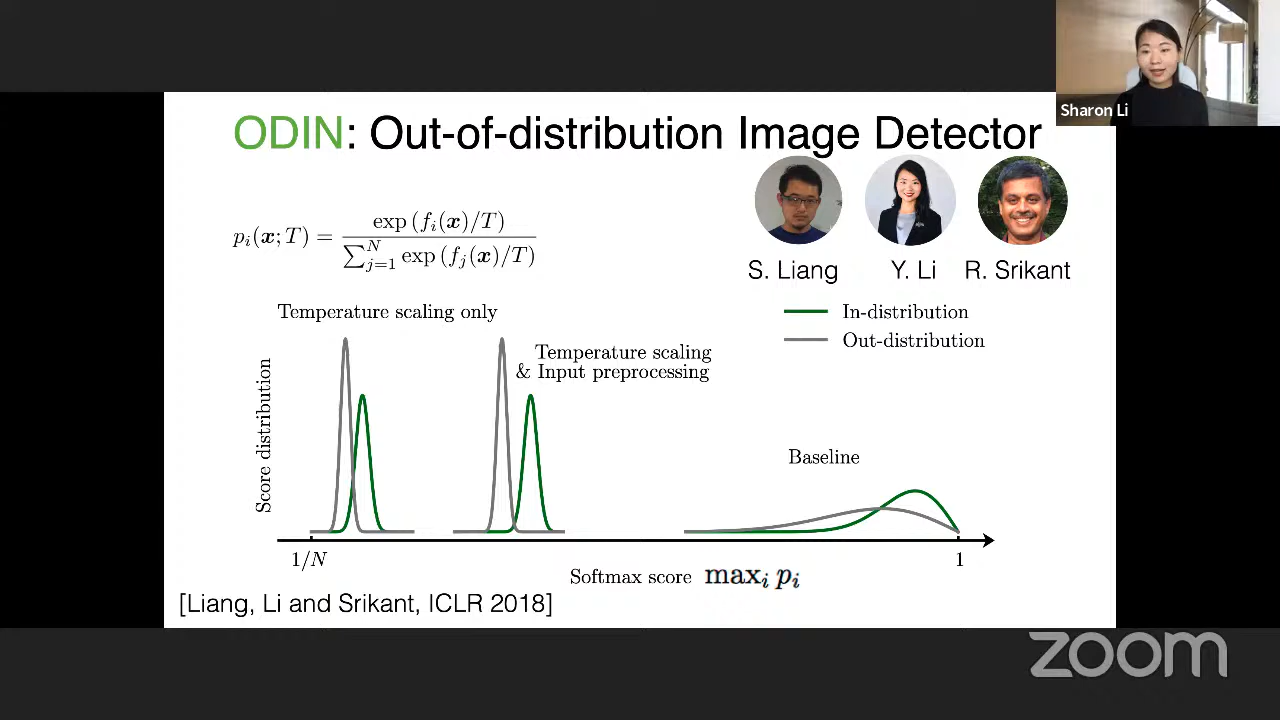 Sharon Li
ODIN: Out-of-distribution Image Detector
p_i(x; T) = exp (f_i(x)/T) / ∑_{j=1}^{N} exp (f_j(x)/T)
S. Liang
Y. Li
R. Srikant
Temperature scaling only
In-distribution
Out-distribution
Temperature scaling
& Input preprocessing
Score distribution
Baseline
1/N
1
Softmax score max_i p_i
[Liang, Li and Srikant, ICLR 2018]
zoom